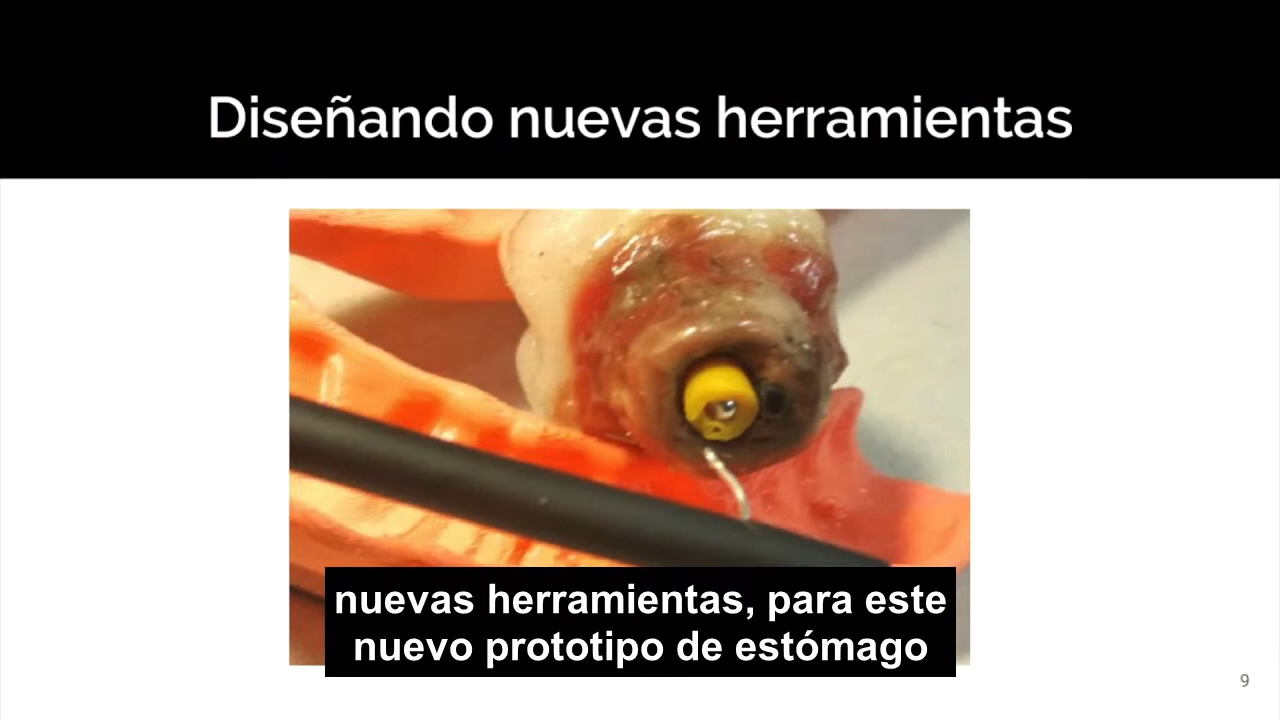 Diseñando nuevas herramientas
nuevas herramientas, para este
nuevo prototipo de estómago
9